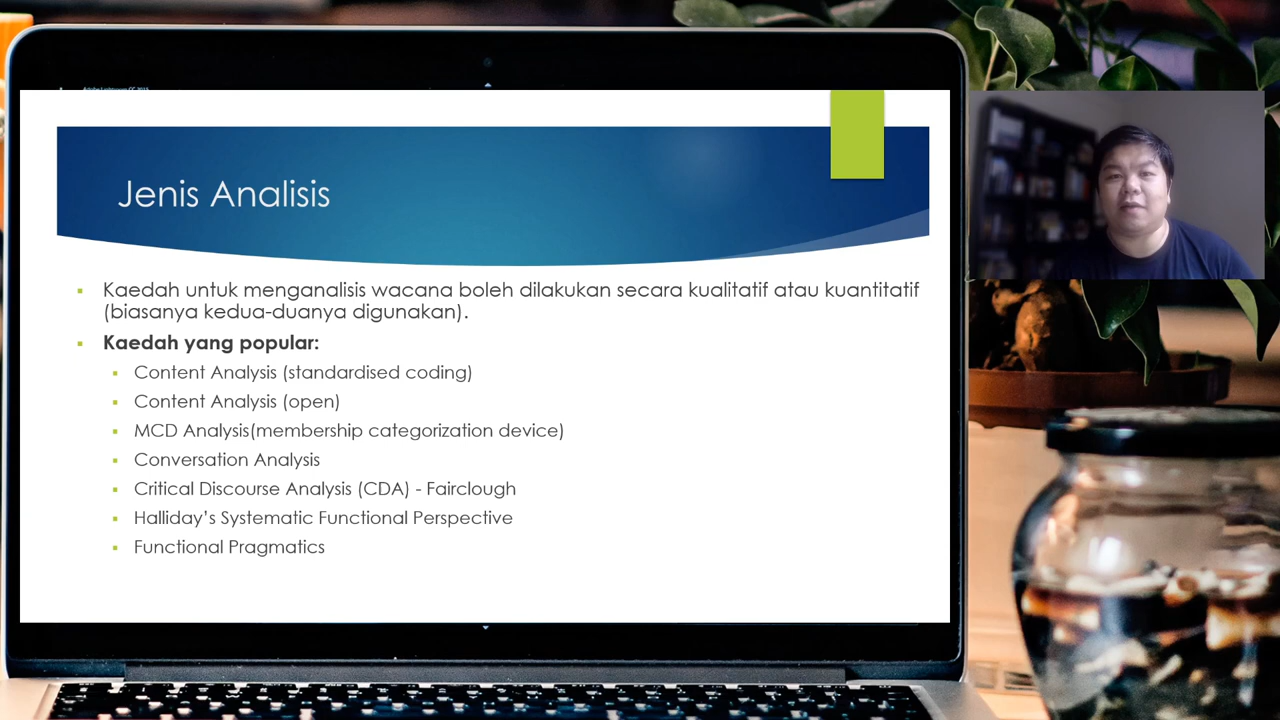 Jenis Analisis
Kaedah untuk menganalisis wacana boleh dilakukan secara kualitatif atau kuantitatif
(biasanya kedua-duanya digunakan).
Kaedah yang popular:
Content Analysis (standardised coding)
Content Analysis (open)
MCD Analysis(membership categorization device)
Conversation Analysis
Critical Discourse Analysis (CDA) - Fairclough
Halliday’s Systematic Functional Perspective
Functional Pragmatics